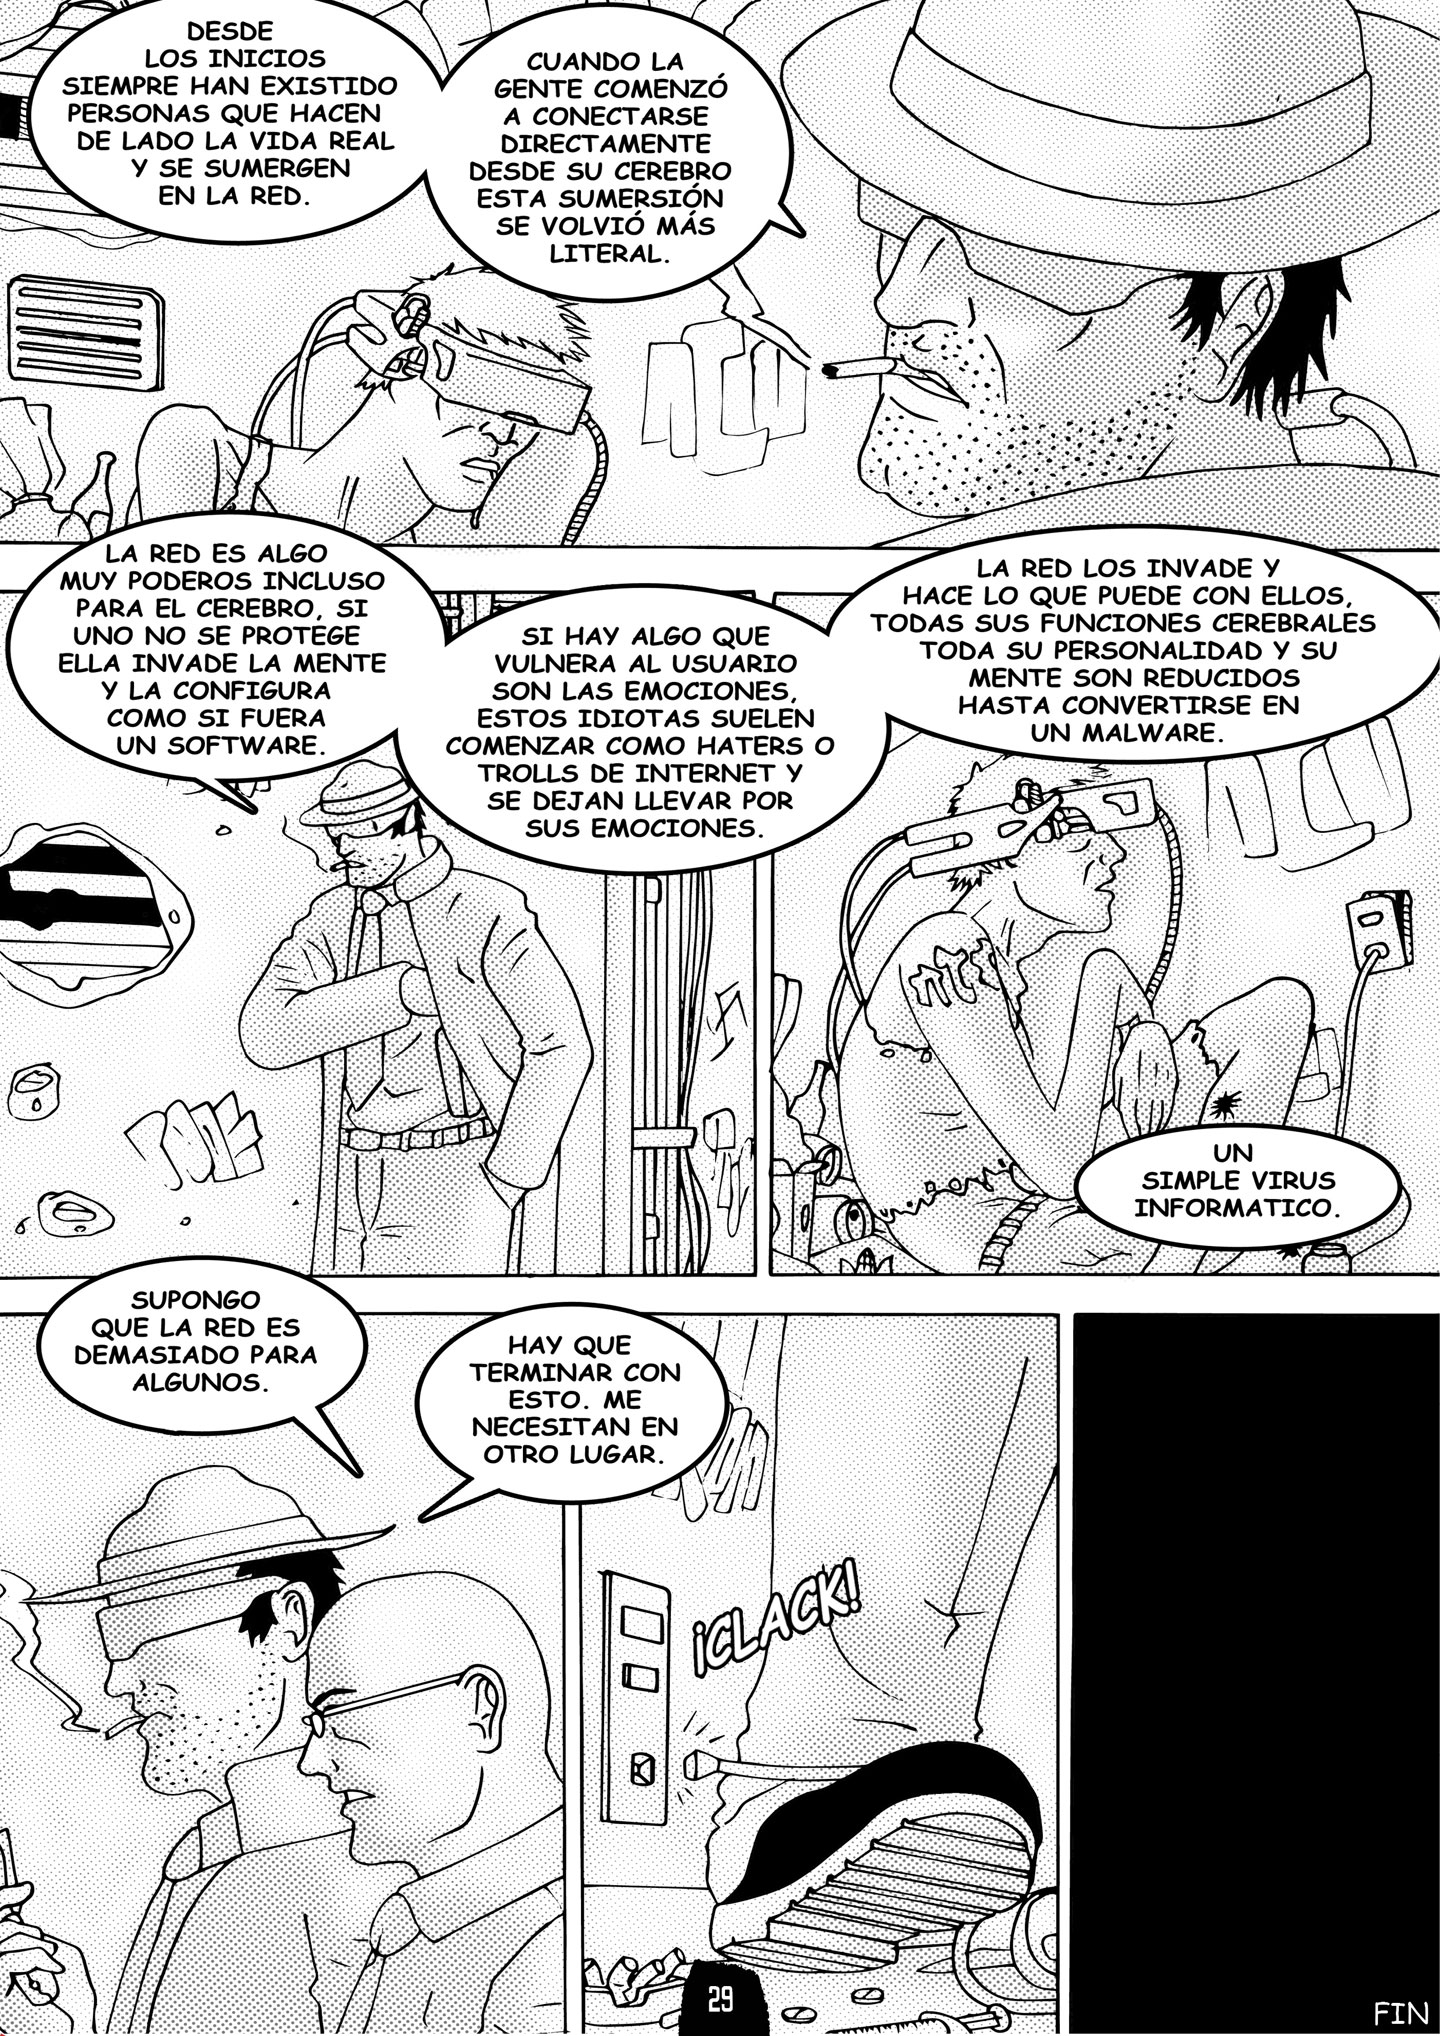 DESDE
LOS INICIOS
SIEMPRE HAN EXISTIDO
PERSONAS QUE HACEN
DE LADO LA VIDA REAL
Y SE SUMERGEN
EN LA RED.
CUANDO LA
GENTE COMENZÓ
A CONECTARSE
DIRECTAMENTE
DESDE SU CEREBRO
ESTA SUMERSIÓN
SE VOLVIÓ MÁS
LITERAL.
LA RED ES ALGO
MUY PODEROS INCLUSO
PARA EL CEREBRO, SI
UNO NO SE PROTEGE
ELLA INVADE LA MENTE
Y LA CONFIGURA
COMO SI FUERA
UN SOFTWARE.
SI HAY ALGO QUE
VULNERA AL USUARIO
SON LAS EMOCIONES,
ESTOS IDIOTAS SUELEN
COMENZAR COMO HATERS O
TROLLS DE INTERNET Y
SE DEJAN LLEVAR POR
SUS EMOCIONES.
LA RED LOS INVADE Y
HACE LO QUE PUEDE CON ELLOS,
TODAS SUS FUNCIONES CEREBRALES
TODA SU PERSONALIDAD Y SU
MENTE SON REDUCIDOS
HASTA CONVERTIRSE EN
UN MALWARE.
UN
SIMPLE VIRUS
INFORMATICO.
SUPONGO
QUE LA RED ES
DEMASIADO PARA
ALGUNOS.
HAY QUE
TERMINAR CON
ESTO. ME
NECESITAN EN
OTRO LUGAR.
¡CLACK!
29
FIN